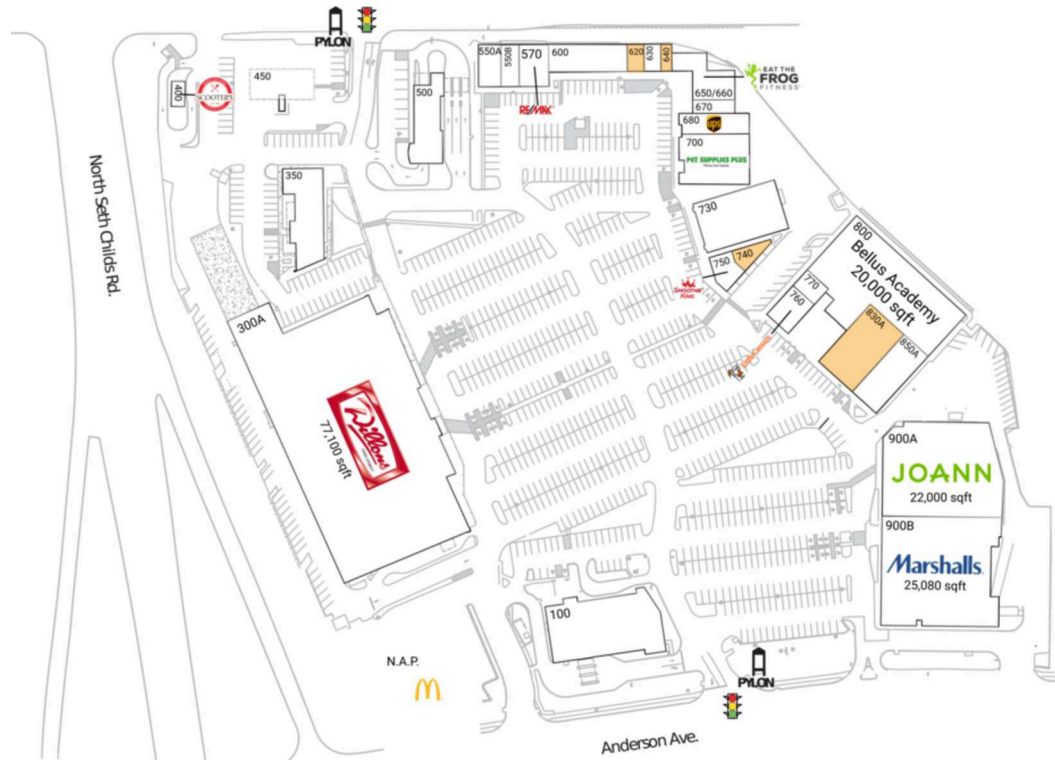 PYLON
450
400
SCOOTER'S
500
550A
550B
570
600
620
630
640
RE/MAX
EAT THE
FROG
FITNESS
650/660
670
680
ups
700
PET SUPPLIES PLUS
350
730
740
750
SMOOTHIE
KING
North Seth Childs Rd.
800
Bellus Academy
20,000 sqft
770
760
830A
850A
300A
Dillons
77,100 sqft
900A
JOANN
22,000 sqft
900B
Marshalls
25,080 sqft
100
N.A.P.
PYLON
Anderson Ave.